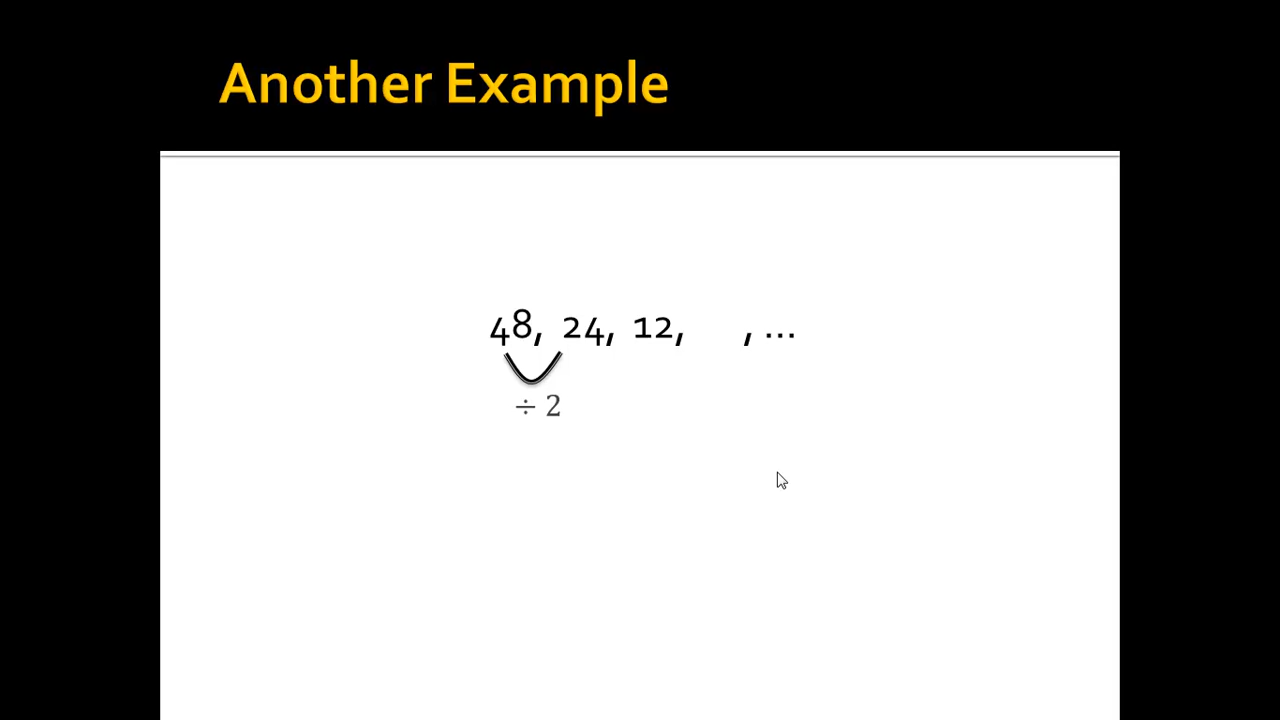 Another Example
48, 24, 12, , ...
÷ 2